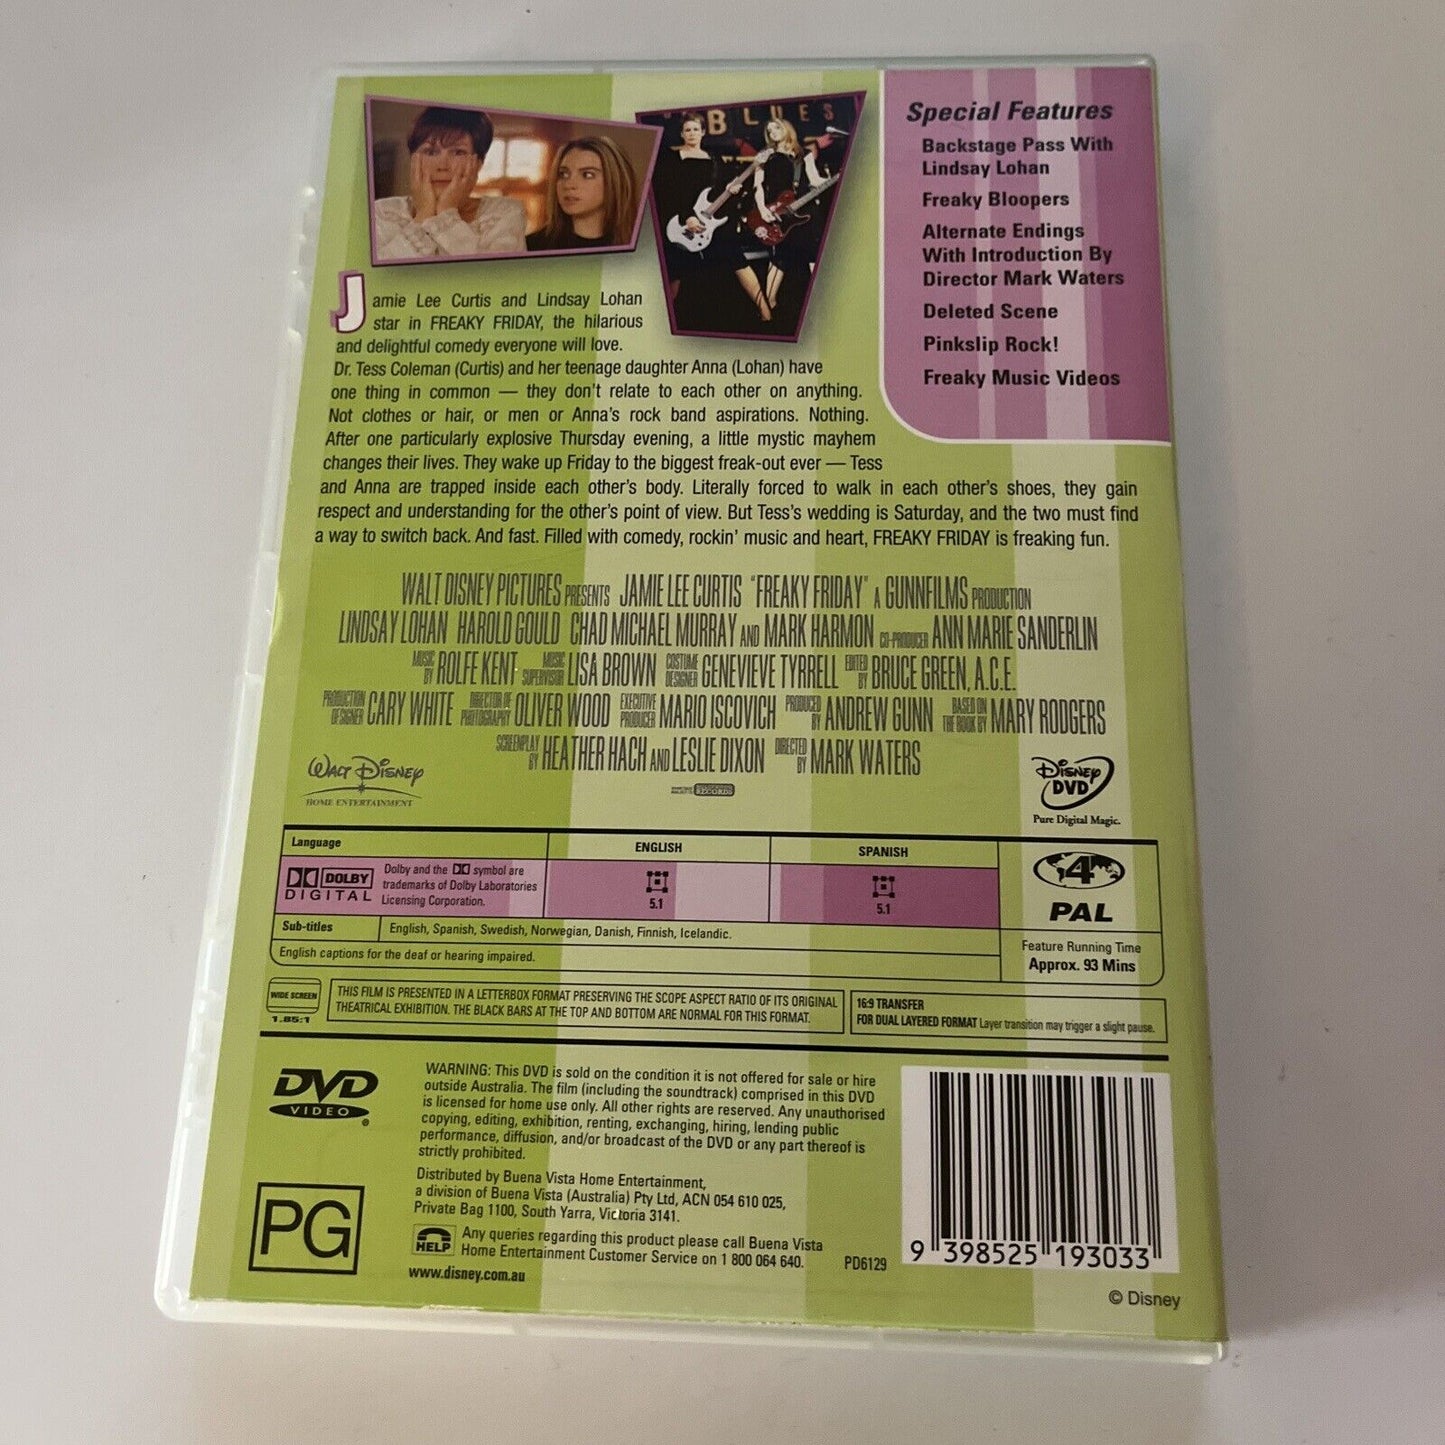 BLUES
Special Features
Backstage Pass With
Lindsay Lohan
Freaky Bloopers
Alternate Endings
With Introduction By
Director Mark Waters
Deleted Scene
Pinkslip Rock!
Freaky Music Videos
Jamie Lee Curtis and Lindsay Lohan
star in FREAKY FRIDAY, the hilarious
and delightful comedy everyone will love.
Dr. Tess Coleman (Curtis) and her teenage daughter Anna (Lohan) have
one thing in common — they don't relate to each other on anything.
Not clothes or hair, or men or Anna's rock band aspirations. Nothing.
After one particularly explosive Thursday evening, a little mystic mayhem
changes their lives. They wake up Friday to the biggest freak-out ever — Tess
and Anna are trapped inside each other's body. Literally forced to walk in each other's shoes, they gain
respect and understanding for the other's point of view. But Tess's wedding is Saturday, and the two must find
a way to switch back. And fast. Filled with comedy, rockin' music and heart, FREAKY FRIDAY is freaking fun.
WALT DISNEY PICTURES PRESENTS JAMIE LEE CURTIS "FREAKY FRIDAY" A GUNNFILMS PRODUCTION
LINDSAY LOHAN HAROLD GOULD CHAD MICHAEL MURRAY AND MARK HARMON CO-PRODUCER ANN MARIE SANDERLIN
MUSIC BY ROLFE KENT MUSIC SUPERVISOR LISA BROWN COSTUME DESIGNER GENEVIEVE TYRRELL EDITED BY BRUCE GREEN, A.C.E.
PRODUCTION DESIGNER CARY WHITE DIRECTOR OF PHOTOGRAPHY OLIVER WOOD EXECUTIVE PRODUCER MARIO ISCOVICH PRODUCED BY ANDREW GUNN BASED ON THE BOOK BY MARY RODGERS
SCREENPLAY BY HEATHER HACH AND LESLIE DIXON DIRECTED BY MARK WATERS
WALT DISNEY
HOME ENTERTAINMENT
RECORDS
DISNEY
DVD
Pure Digital Magic.
Language
ENGLISH
SPANISH
DOLBY
DIGITAL
Dolby and the symbol are
trademarks of Dolby Laboratories
Licensing Corporation.
5.1
5.1
4
PAL
Sub-titles
English, Spanish, Swedish, Norwegian, Danish, Finnish, Icelandic.
English captions for the deaf or hearing impaired.
Feature Running Time
Approx. 93 Mins
WIDE SCREEN
1.85:1
THIS FILM IS PRESENTED IN A LETTERBOX FORMAT PRESERVING THE SCOPE ASPECT RATIO OF ITS ORIGINAL
THEATRICAL EXHIBITION. THE BLACK BARS AT THE TOP AND BOTTOM ARE NORMAL FOR THIS FORMAT.
16:9 TRANSFER
FOR DUAL LAYERED FORMAT Layer transition may trigger a slight pause.
DVD
VIDEO
WARNING: This DVD is sold on the condition it is not offered for sale or hire
outside Australia. The film (including the soundtrack) comprised in this DVD
is licensed for home use only. All other rights are reserved. Any unauthorised
copying, editing, exhibition, renting, exchanging, hiring, lending public
performance, diffusion, and/or broadcast of the DVD or any part thereof is
strictly prohibited.
Distributed by Buena Vista Home Entertainment,
a division of Buena Vista (Australia) Pty Ltd, ACN 054 610 025,
Private Bag 1100, South Yarra, Victoria 3141.
PG
HELP
Any queries regarding this product please call Buena Vista
Home Entertainment Customer Service on 1 800 064 640.
www.disney.com.au
PD6129
9 398525 193033
© Disney